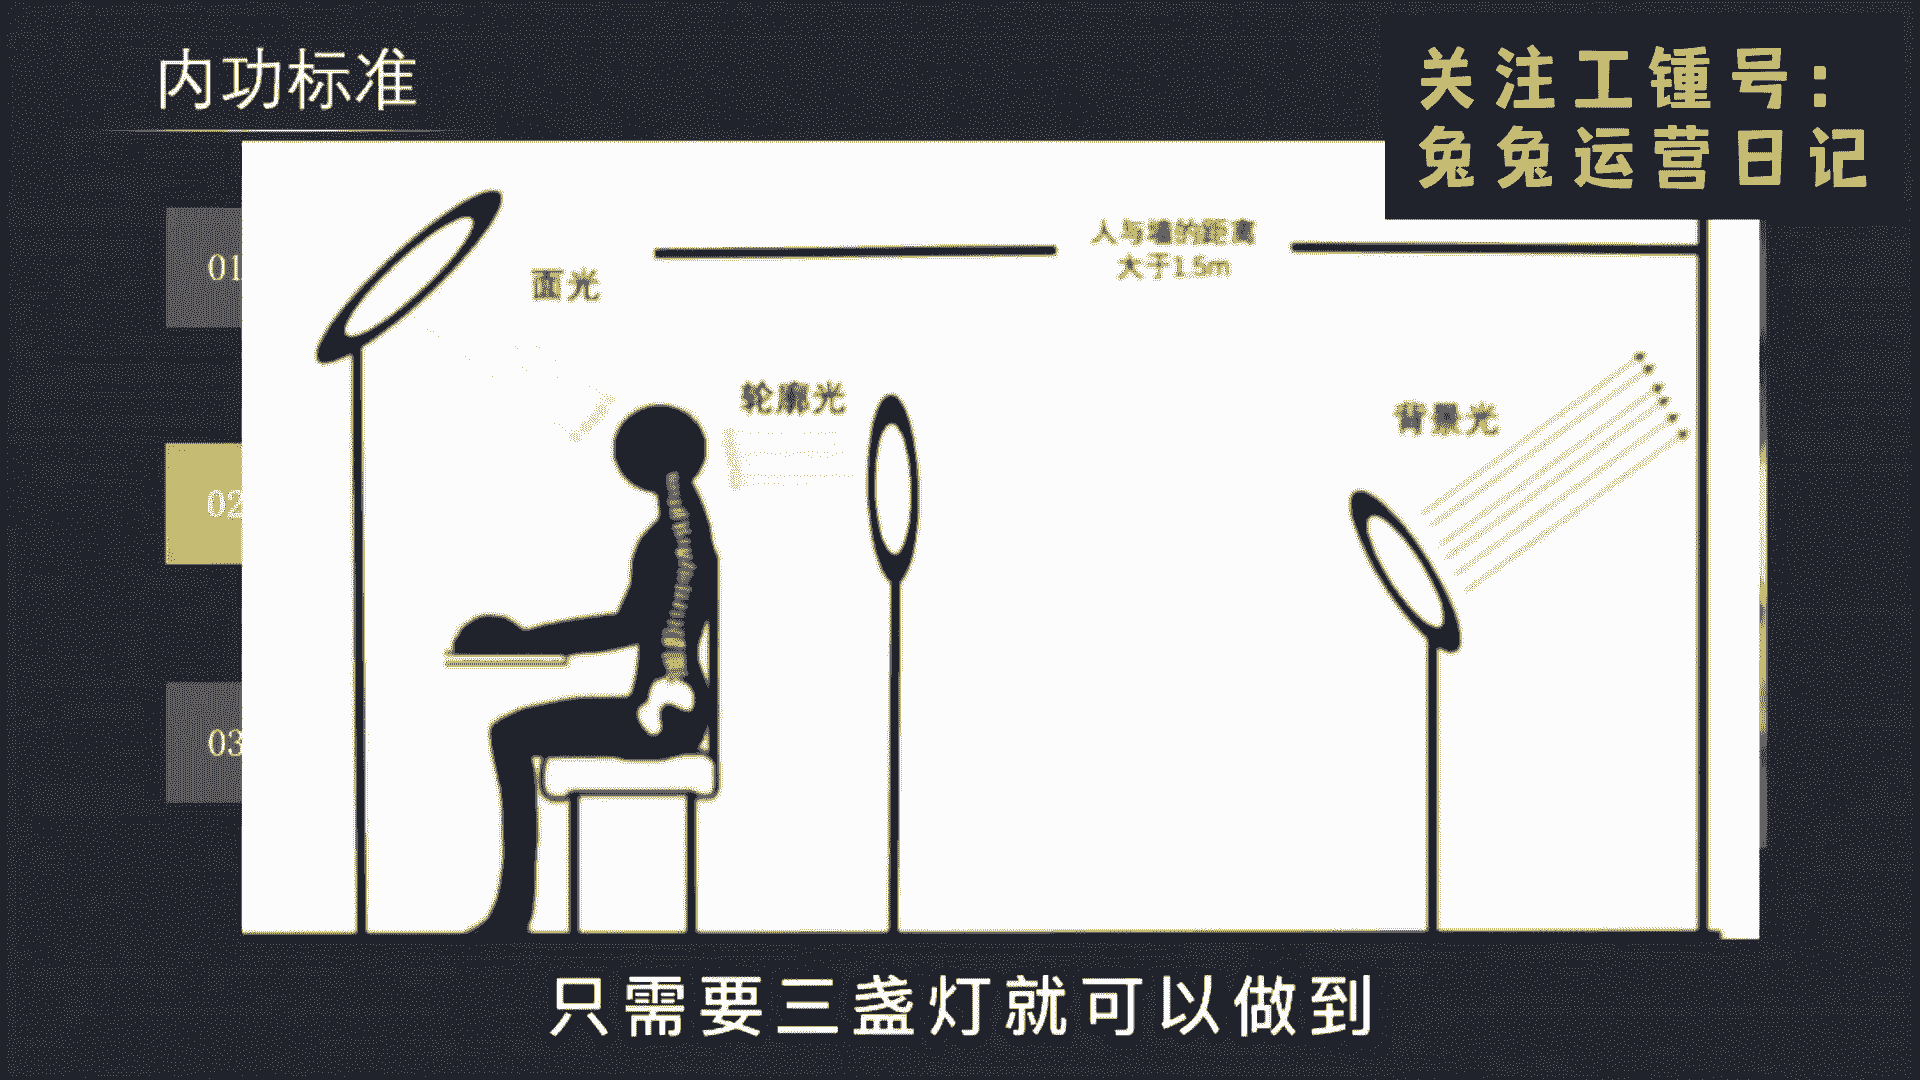 内功标准
关注工锺号：
兔兔运营日记
01
人与墙的距离
大于1.5m
面光
轮廓光
背景光
02
03
只需要三盏灯就可以做到